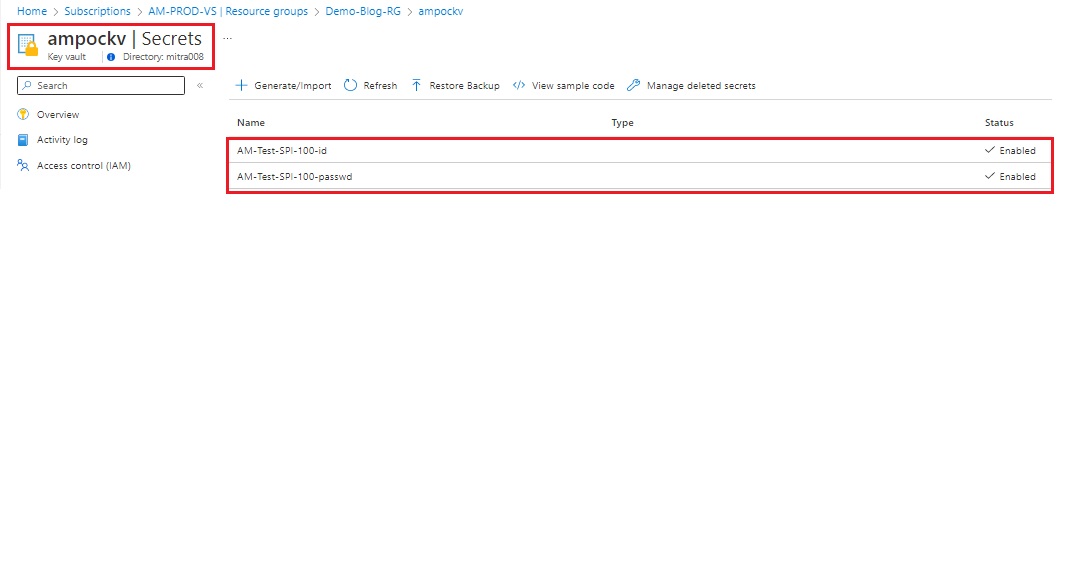 Home > Subscriptions > AM-PROD-VS | Resource groups > Demo-Blog-RG > ampockv
ampockv | Secrets ...
Key vault Directory: mitra008
Search «
Generate/Import Refresh Restore Backup View sample code Manage deleted secrets
Overview
Activity log
Access control (IAM)
Name Type Status
AM-Test-SPI-100-id Enabled
AM-Test-SPI-100-passwd Enabled